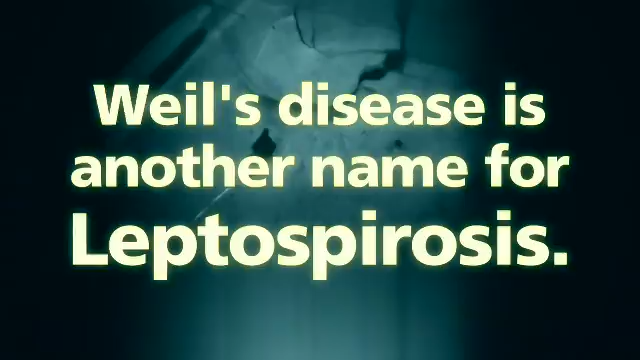 Weil's disease is
another name for
Leptospirosis.